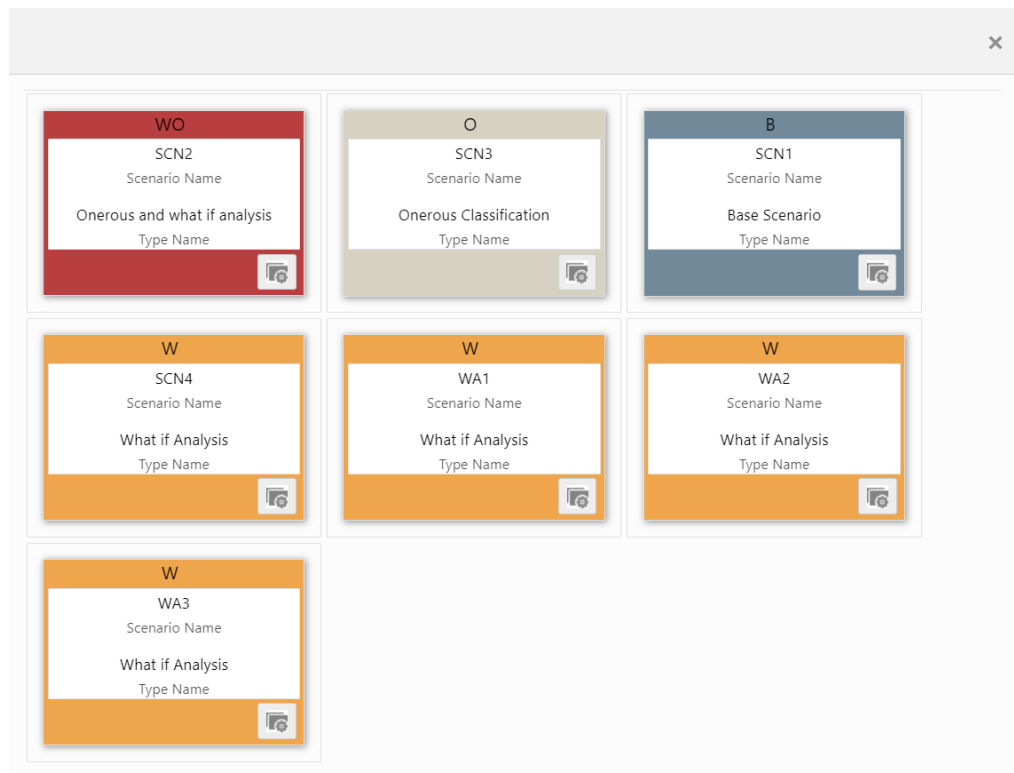 ×
WO
SCN2
Scenario Name
Onerous and what if analysis
Type Name
O
SCN3
Scenario Name
Onerous Classification
Type Name
B
SCN1
Scenario Name
Base Scenario
Type Name
W
SCN4
Scenario Name
What if Analysis
Type Name
W
WA1
Scenario Name
What if Analysis
Type Name
W
WA2
Scenario Name
What if Analysis
Type Name
W
WA3
Scenario Name
What if Analysis
Type Name